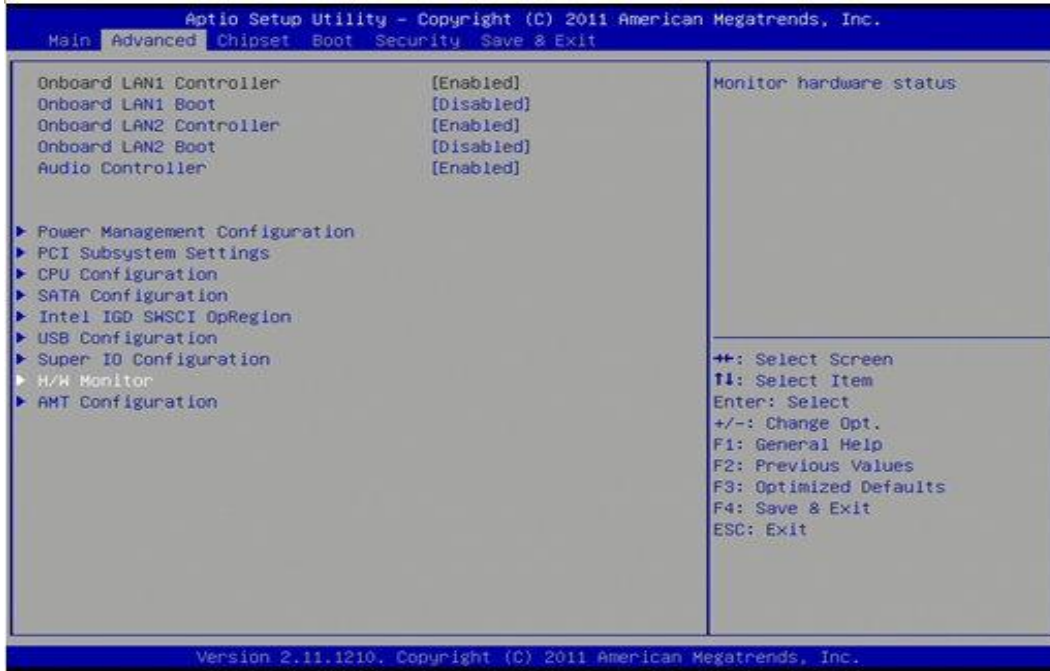 Aptio Setup Utility – Copyright (C) 2011 American Megatrends, Inc.
Main Advanced Chipset Boot Security Save & Exit
Onboard LAN1 Controller [Enabled]
Onboard LAN1 Boot [Disabled]
Onboard LAN2 Controller [Enabled]
Onboard LAN2 Boot [Disabled]
Audio Controller [Enabled]
▶ Power Management Configuration
▶ PCI Subsystem Settings
▶ CPU Configuration
▶ SATA Configuration
▶ Intel IGD SWSCI OpRegion
▶ USB Configuration
▶ Super IO Configuration
▶ H/W Monitor
▶ AMT Configuration
Monitor hardware status
→←: Select Screen
↑↓: Select Item
Enter: Select
+/-: Change Opt.
F1: General Help
F2: Previous Values
F3: Optimized Defaults
F4: Save & Exit
ESC: Exit
Version 2.11.1210. Copyright (C) 2011 American Megatrends, Inc.